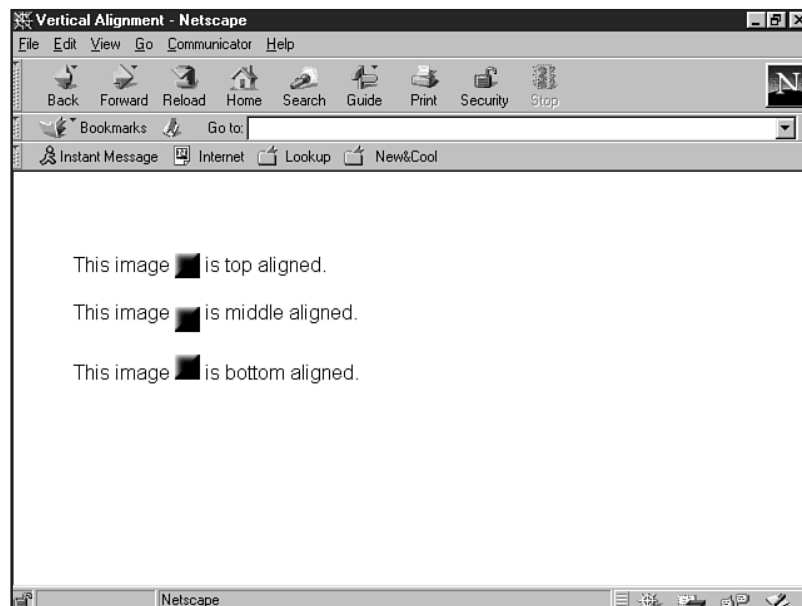 Vertical Alignment - Netscape
File Edit View Go Communicator Help
Back Forward Reload Home Search Guide Print Security Stop
N
Bookmarks Go to:
Instant Message Internet Lookup New&Cool
This image is top aligned.
This image is middle aligned.
This image is bottom aligned.
Netscape